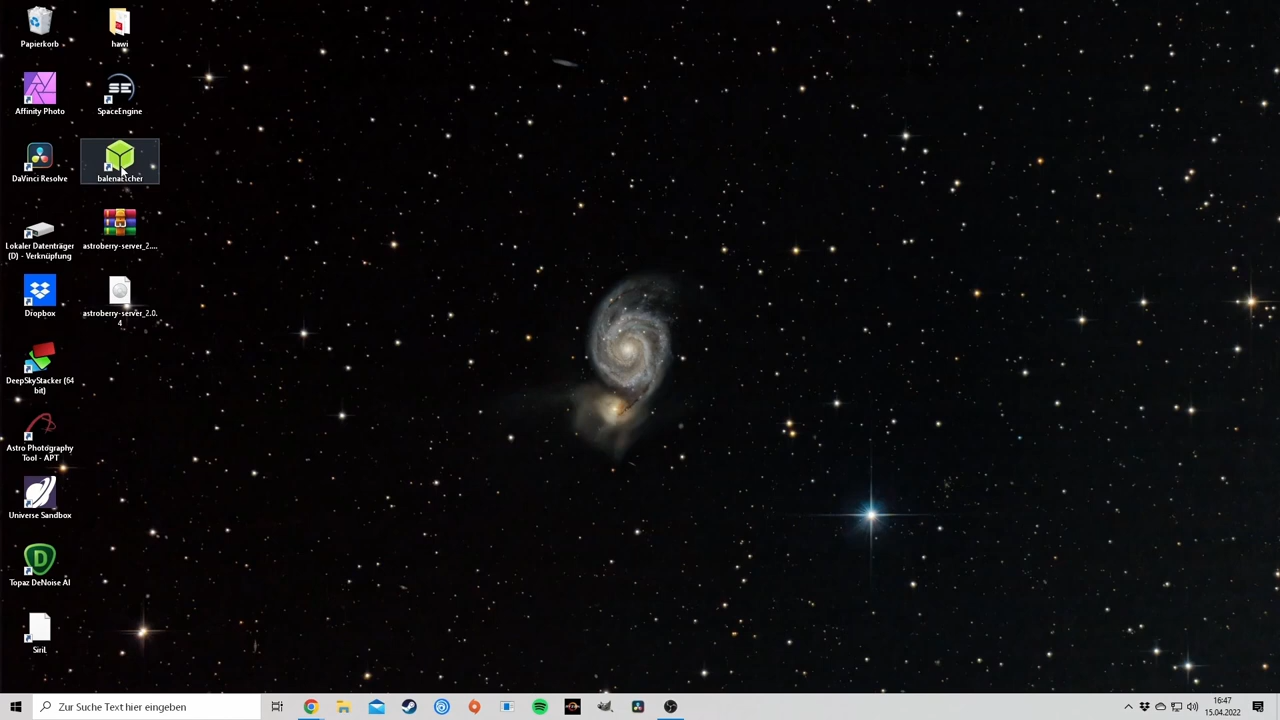 Papierkorb
hawi
Affinity Photo
SpaceEngine
DaVinci Resolve
balenaEtcher
Lokaler Datenträger
(D) - Verknüpfung
astroberry-server_2....
Dropbox
astroberry-server_2.0.
4
DeepSkyStacker (64
bit)
Astro Photography
Tool - APT
Universe Sandbox
D
Topaz DeNoise AI
SiriL
Zur Suche Text hier eingeben
16:47
15.04.2022